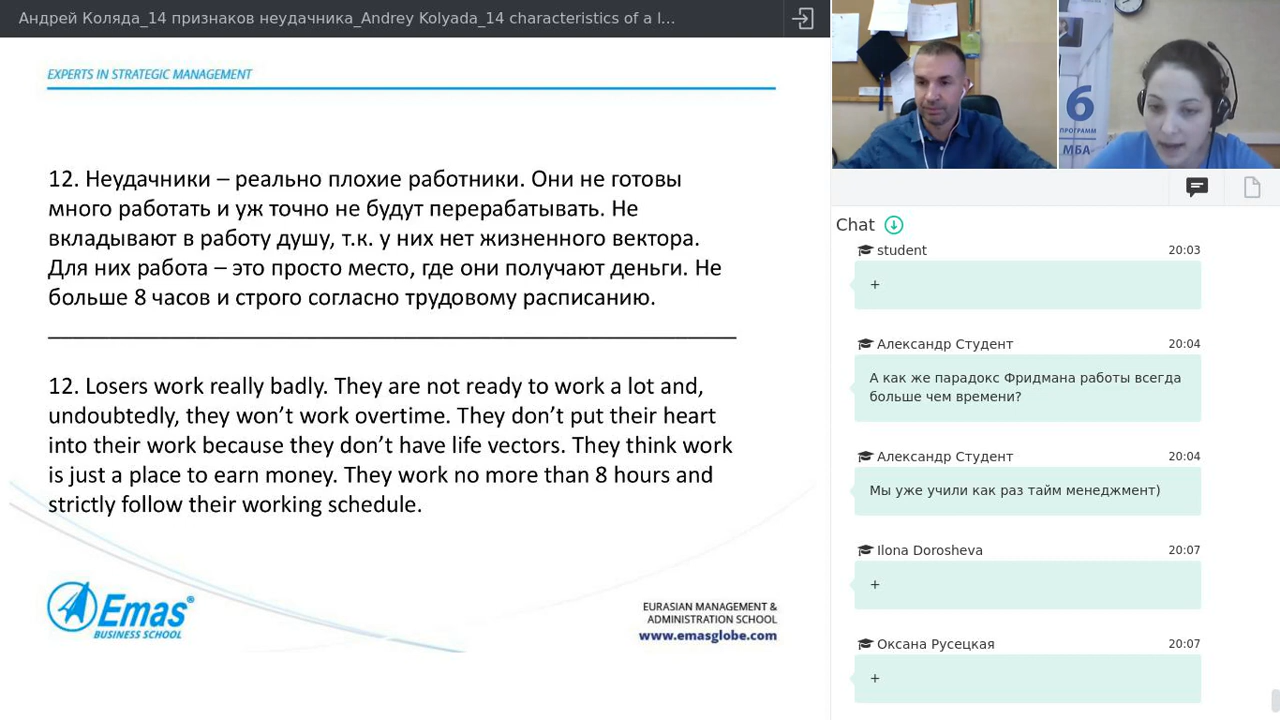 Андрей Коляда_14 признаков неудачника_Andrey Kolyada_14 characteristics of a l...
EXPERTS IN STRATEGIC MANAGEMENT
12. Неудачники – реально плохие работники. Они не готовы
много работать и уж точно не будут перерабатывать. Не
вкладывают в работу душу, т.к. у них нет жизненного вектора.
Для них работа – это просто место, где они получают деньги. Не
больше 8 часов и строго согласно трудовому расписанию.
12. Losers work really badly. They are not ready to work a lot and,
undoubtedly, they won’t work overtime. They don’t put their heart
into their work because they don’t have life vectors. They think work
is just a place to earn money. They work no more than 8 hours and
strictly follow their working schedule.
Emas®
BUSINESS SCHOOL
EURASIAN MANAGEMENT &
ADMINISTRATION SCHOOL
www.emasglobe.com
6
ПРОГРАММ
МБА
Chat
student 20:03
+
Александр Студент 20:04
А как же парадокс Фридмана работы всегда
больше чем времени?
Александр Студент 20:04
Мы уже учили как раз тайм менеджмент)
Ilona Dorosheva 20:07
+
Оксана Русецкая 20:07
+